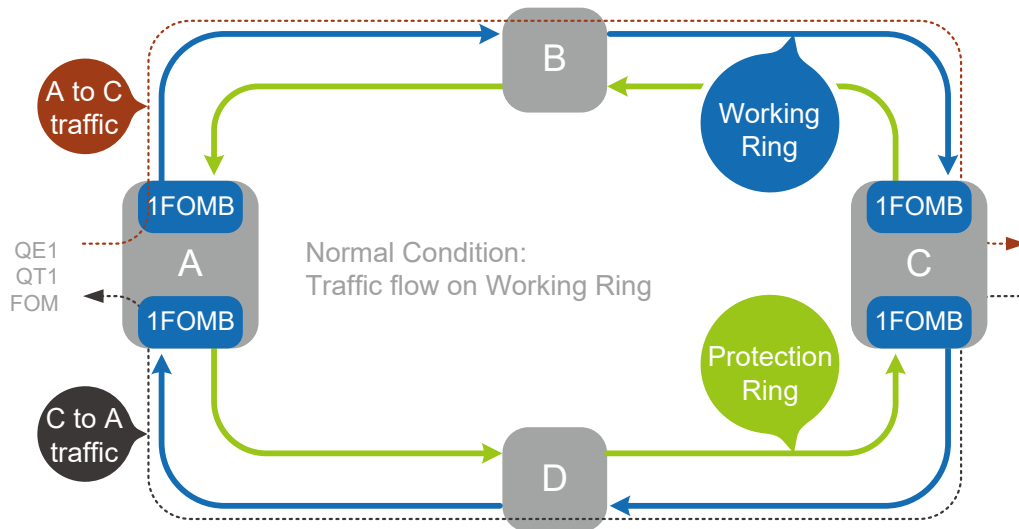 B
A to C
traffic
Working
Ring
1FOMB
1FOMB
QE1
QT1
FOM
A
Normal Condition:
Traffic flow on Working Ring
C
1FOMB
1FOMB
Protection
Ring
C to A
traffic
D